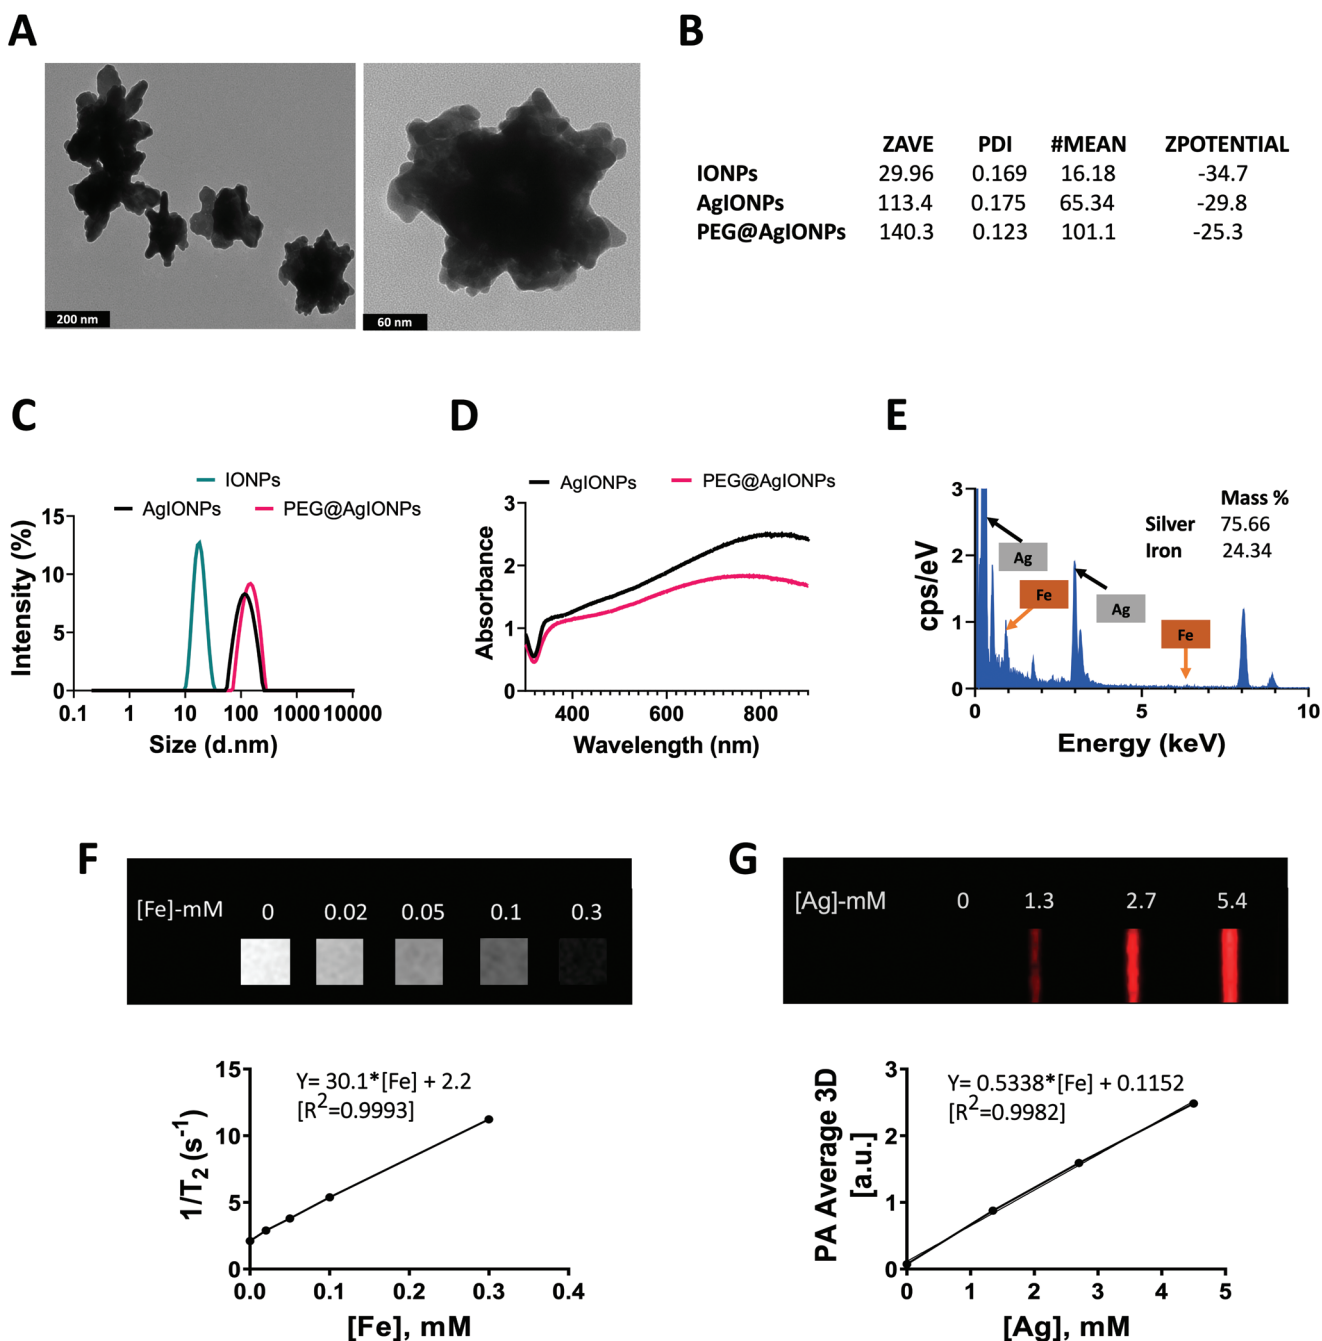 A
200 nm
60 nm
B
ZAVE PDI #MEAN ZPOTENTIAL
IONPs 29.96 0.169 16.18 -34.7
AgIONPs 113.4 0.175 65.34 -29.8
PEG@AgIONPs 140.3 0.123 101.1 -25.3
C
IONPs
AgIONPs PEG@AgIONPs
Intensity (%)
15
10
5
0
0.1 1 10 100 1000 10000
Size (d.nm)
D
AgIONPs PEG@AgIONPs
Absorbance
3
2
1
0
400 600 800
Wavelength (nm)
E
Mass %
Silver 75.66
Iron 24.34
Ag
Fe
Ag
Fe
cps/eV
3
2
1
0
0 5 10
Energy (keV)
F
[Fe]-mM 0 0.02 0.05 0.1 0.3
Y= 30.1*[Fe] + 2.2
[R²=0.9993]
1/T₂ (s⁻¹)
15
10
5
0
0.0 0.1 0.2 0.3 0.4
[Fe], mM
G
[Ag]-mM 0 1.3 2.7 5.4
Y= 0.5338*[Fe] + 0.1152
[R²=0.9982]
PA Average 3D
[a.u.]
3
2
1
0
0 1 2 3 4 5
[Ag], mM